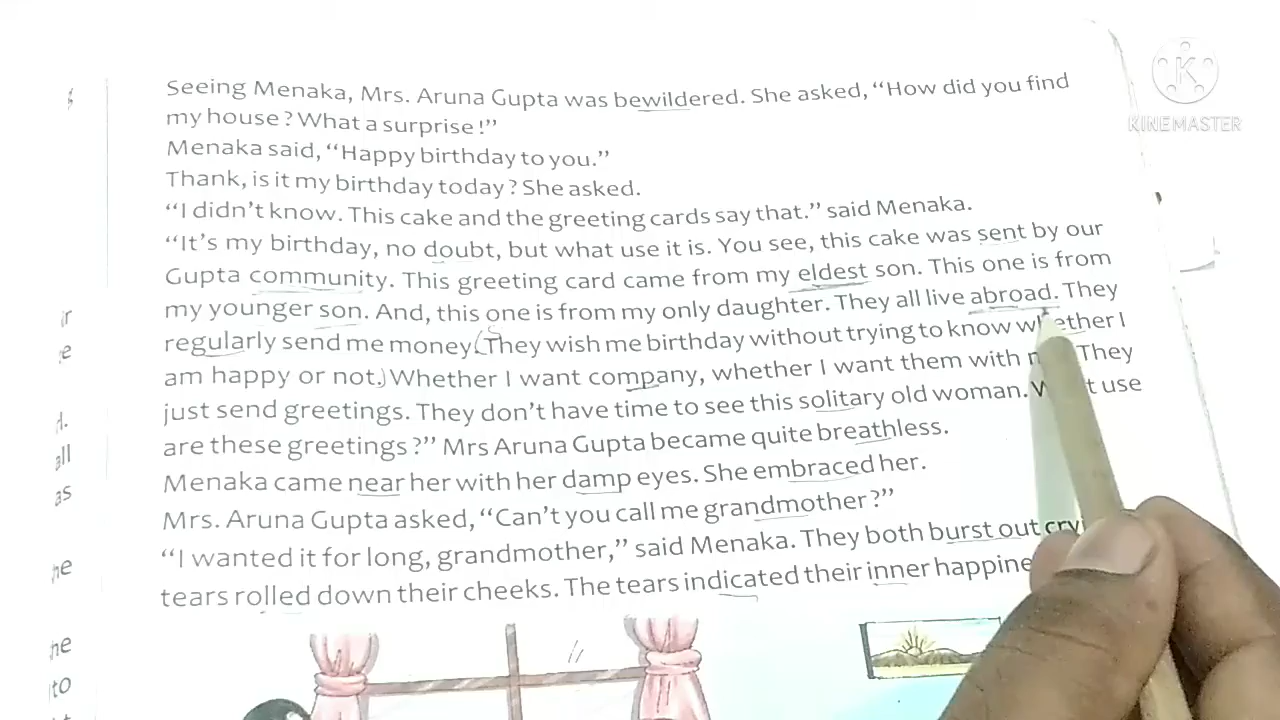 KINEMASTER
Seeing Menaka, Mrs. Aruna Gupta was bewildered. She asked, “How did you find
my house? What a surprise!”
Menaka said, “Happy birthday to you.”
Thank, is it my birthday today? She asked.
“I didn’t know. This cake and the greeting cards say that.” said Menaka.
“It’s my birthday, no doubt, but what use it is. You see, this cake was sent by our
Gupta community. This greeting card came from my eldest son. This one is from
my younger son. And, this one is from my only daughter. They all live abroad. They
regularly send me money. They wish me birthday without trying to know whether I
am happy or not. Whether I want company, whether I want them with They
just send greetings. They don’t have time to see this solitary old woman. use
are these greetings?” Mrs Aruna Gupta became quite breathless.
Menaka came near her with her damp eyes. She embraced her.
Mrs. Aruna Gupta asked, “Can’t you call me grandmother?”
“I wanted it for long, grandmother,” said Menaka. They both burst out
tears rolled down their cheeks. The tears indicated their inner